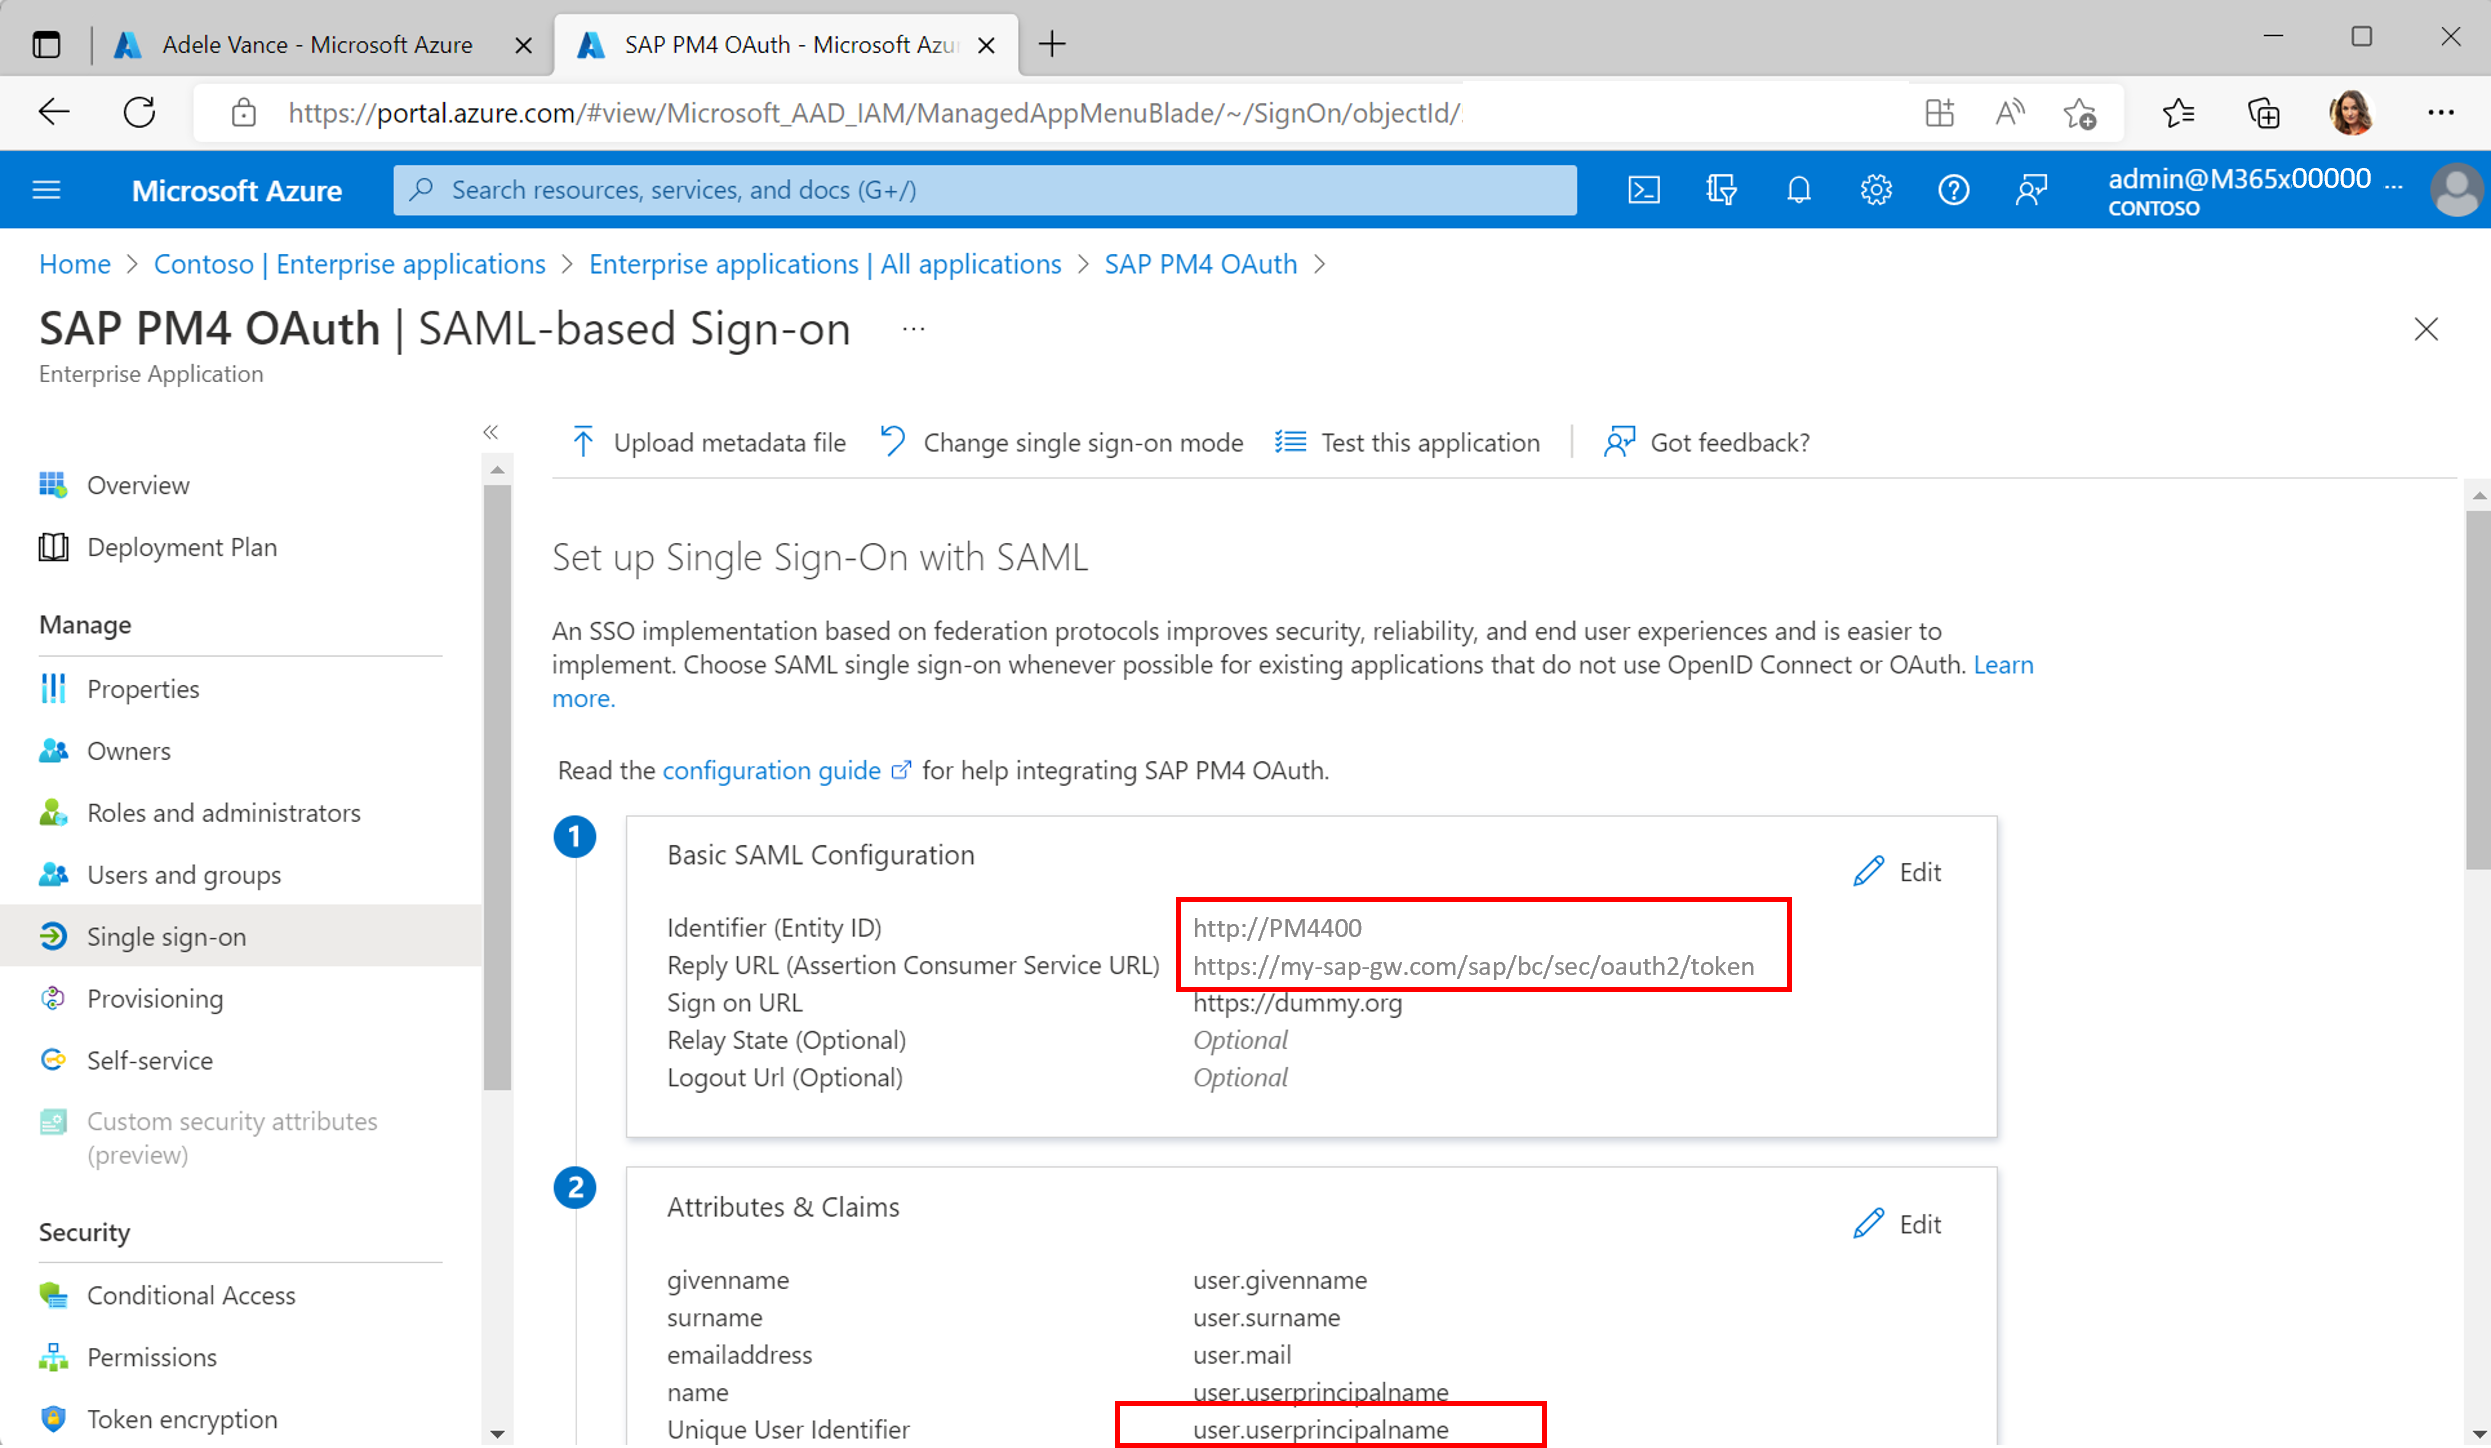 Adele Vance - Microsoft Azure
SAP PM4 OAuth - Microsoft Azu
https://portal.azure.com/#view/Microsoft_AAD_IAM/ManagedAppMenuBlade/~/SignOn/objectId/
Microsoft Azure
Search resources, services, and docs (G+/)
admin@M365x00000 ...
CONTOSO
Home > Contoso | Enterprise applications > Enterprise applications | All applications > SAP PM4 OAuth >
SAP PM4 OAuth | SAML-based Sign-on ...
Enterprise Application
Overview
Deployment Plan
Manage
Properties
Owners
Roles and administrators
Users and groups
Single sign-on
Provisioning
Self-service
Custom security attributes
(preview)
Security
Conditional Access
Permissions
Token encryption
Upload metadata file Change single sign-on mode Test this application | Got feedback?
Set up Single Sign-On with SAML
An SSO implementation based on federation protocols improves security, reliability, and end user experiences and is easier to
implement. Choose SAML single sign-on whenever possible for existing applications that do not use OpenID Connect or OAuth. Learn
more.
Read the configuration guide for help integrating SAP PM4 OAuth.
1
Basic SAML Configuration
Edit
Identifier (Entity ID) http://PM4400
Reply URL (Assertion Consumer Service URL) https://my-sap-gw.com/sap/bc/sec/oauth2/token
Sign on URL https://dummy.org
Relay State (Optional) Optional
Logout Url (Optional) Optional
2
Attributes & Claims
Edit
givenname user.givenname
surname user.surname
emailaddress user.mail
name user.userprincipalname
Unique User Identifier user.userprincipalname